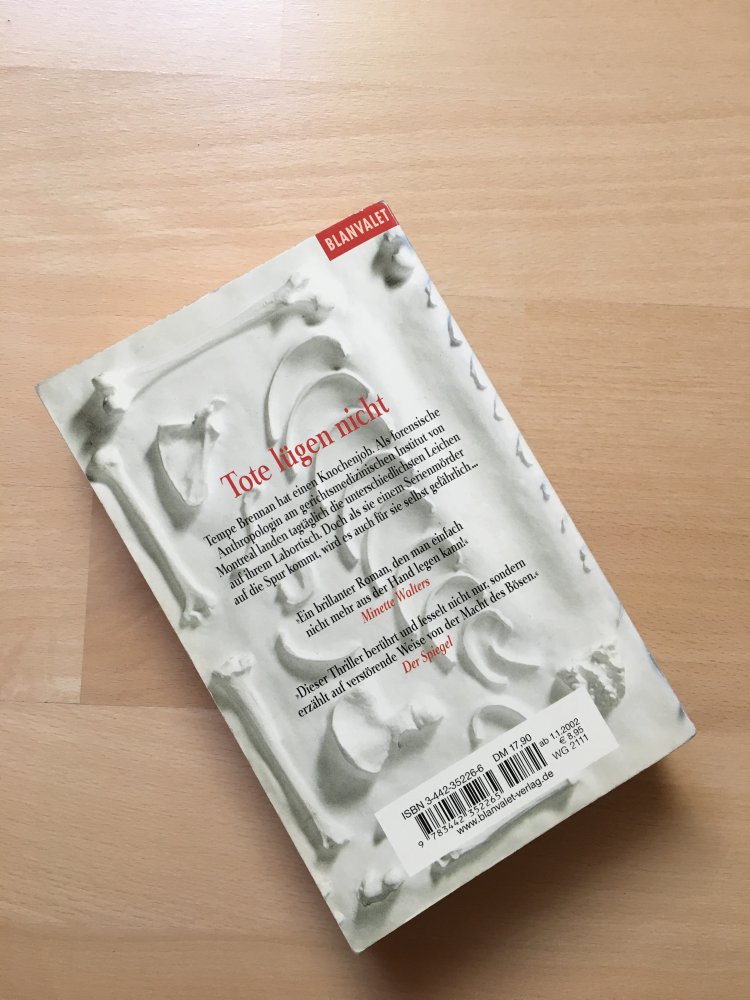 BLANVALET
Tote lügen nicht
Tempe Brennan hat einen Knochenjob. Als forensische
Anthropologin am gerichtsmedizinischen Institut von
Montreal landen tagtäglich die unterschiedlichsten Leichen
auf ihrem Labortisch. Doch als sie einem Serienmörder
auf die Spur kommt, wird es auch für sie selbst gefährlich...
»Ein brillanter Roman, den man einfach
nicht mehr aus der Hand legen kann!«
Minette Walters
»Dieser Thriller berührt und fesselt nicht nur, sondern
erzählt auf verstörende Weise von der Macht des Bösen.«
Der Spiegel
ISBN 3-442-35226-6 DM 17,90 ab 1.1.2002
€ 8,95
WG 2111
9 783442 352265
www.blanvalet-verlag.de